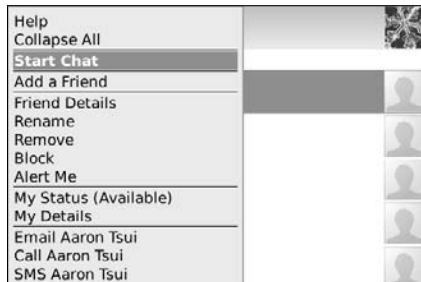 Help
Collapse All
Start Chat
Add a Friend
Friend Details
Rename
Remove
Block
Alert Me
My Status (Available)
My Details
Email Aaron Tsui
Call Aaron Tsui
SMS Aaron Tsui